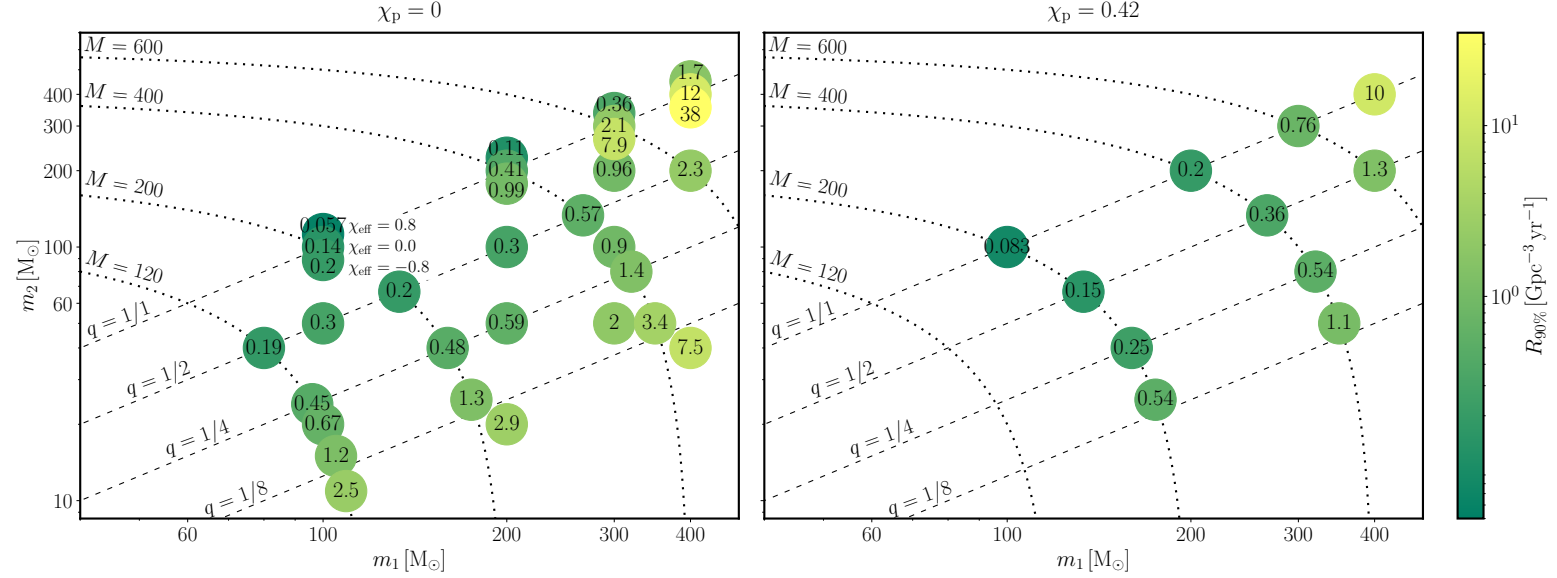 χp = 0
M = 600
M = 400
M = 200
M = 120
q = 1/1
q = 1/2
q = 1/4
q = 1/8
1.7
12
38
0.36
2.1
7.9
0.96
2.3
0.11
0.41
0.99
0.57
0.057
χeff = 0.8
0.14
χeff = 0.0
0.2
χeff = −0.8
0.3
0.9
1.4
0.2
0.3
0.59
2
3.4
0.19
0.48
7.5
0.45
0.67
1.3
2.9
1.2
2.5
400
300
200
100
60
10
m2 [M⊙]
60
100
200
300
400
m1 [M⊙]
χp = 0.42
M = 600
M = 400
M = 200
M = 120
q = 1/1
q = 1/2
q = 1/4
q = 1/8
10
0.76
0.2
1.3
0.36
0.083
0.15
0.54
0.25
1.1
0.54
60
100
200
300
400
m1 [M⊙]
10¹
10⁰
R90% [Gpc⁻³ yr⁻¹]